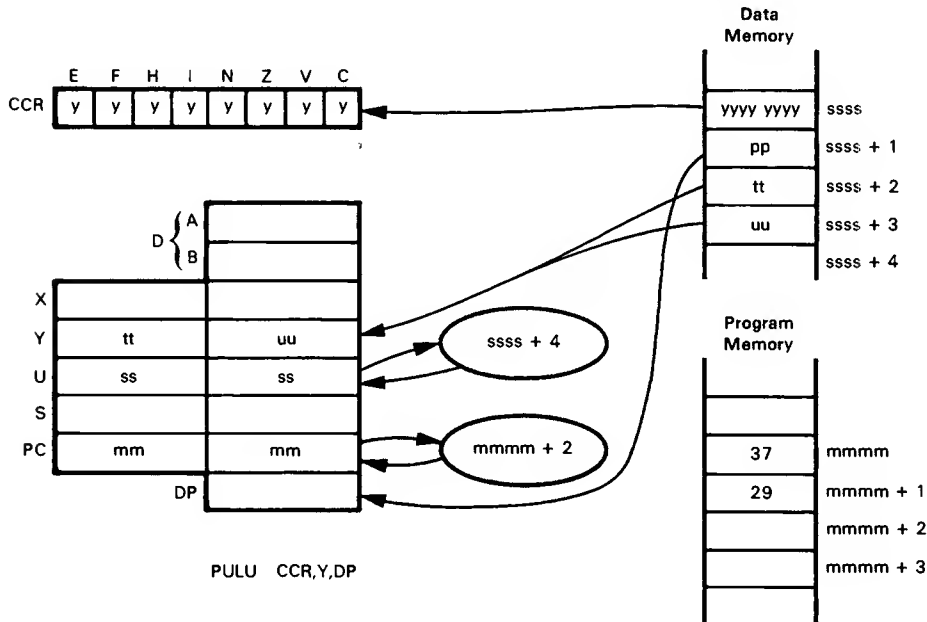 Data
Memory
E F H I N Z V C
CCR y y y y y y y y
yyyy yyyy ssss
pp ssss + 1
tt ssss + 2
uu ssss + 3
ssss + 4
D { A
B
X
Y tt uu
U ss ss
S
PC mm mm
DP
ssss + 4
mmmm + 2
Program
Memory
37 mmmm
29 mmmm + 1
mmmm + 2
mmmm + 3
PULU CCR,Y,DP